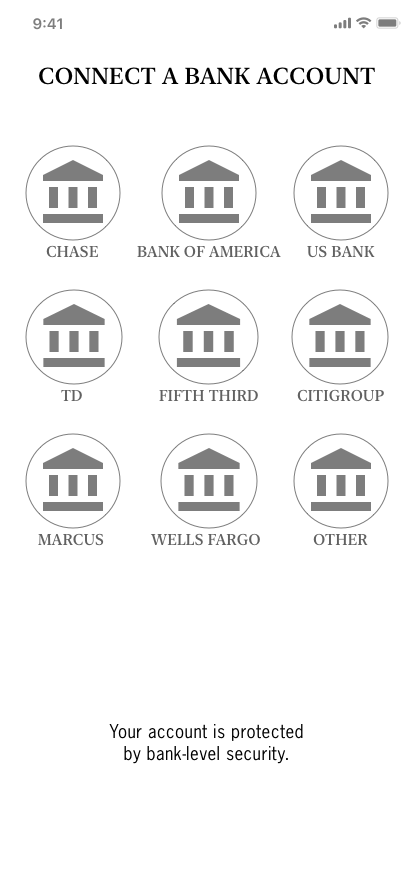 9:41
CONNECT A BANK ACCOUNT
CHASE
BANK OF AMERICA
US BANK
TD
FIFTH THIRD
CITIGROUP
MARCUS
WELLS FARGO
OTHER
Your account is protected
by bank-level security.